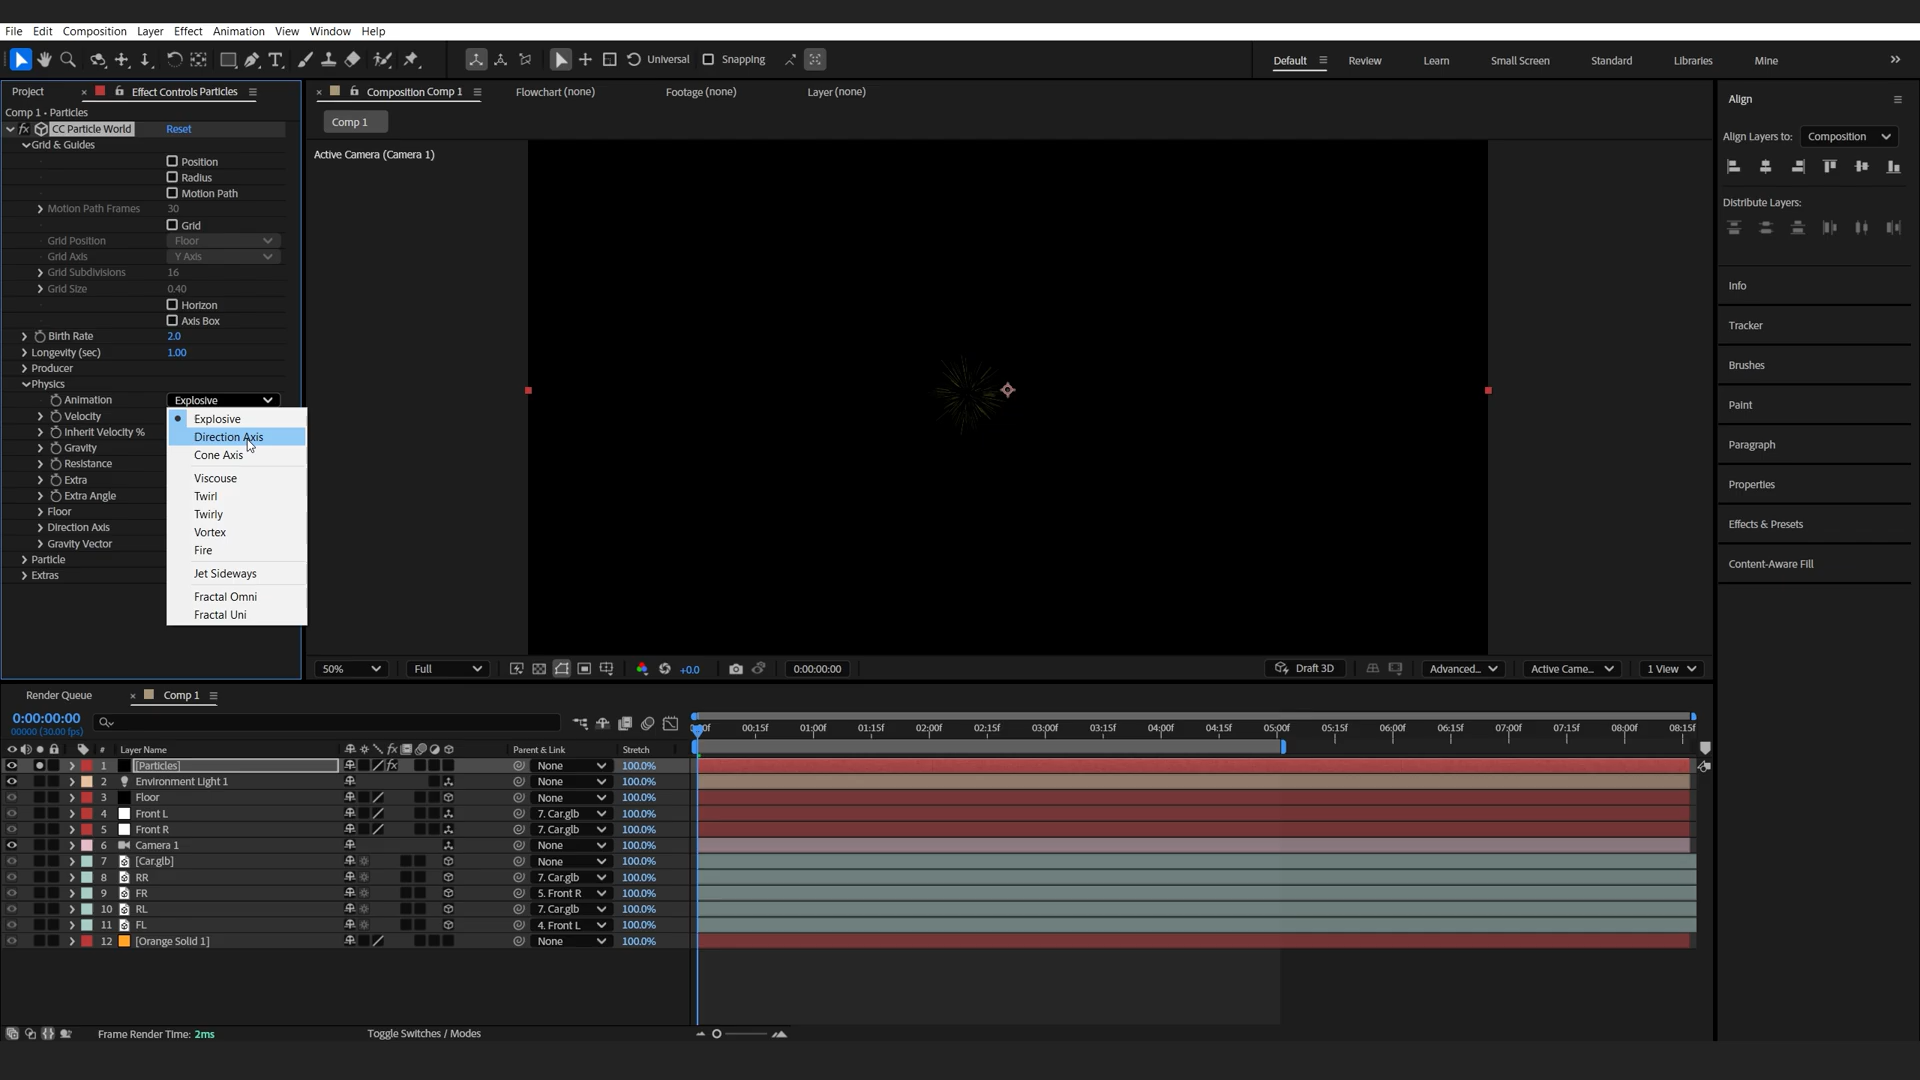 File Edit Composition Layer Effect Animation View Window Help
Universal Snapping Default Review Learn Small Screen Standard Libraries Mine
Project Effect Controls Particles
Comp 1 • Particles
fx CC Particle World Reset
Grid & Guides
Position
Radius
Motion Path
Motion Path Frames 30
Grid
Grid Position Floor
Grid Axis Y Axis
Grid Subdivisions 16
Grid Size 0.40
Horizon
Axis Box
Birth Rate 2.0
Longevity (sec) 1.00
Producer
Physics
Animation Explosive
Velocity
Inherit Velocity %
Gravity
Resistance
Extra
Extra Angle
Floor
Direction Axis
Gravity Vector
Particle
Extras
Explosive
Direction Axis
Cone Axis
Viscouse
Twirl
Twirly
Vortex
Fire
Jet Sideways
Fractal Omni
Fractal Uni
Composition Comp 1 Flowchart (none) Footage (none) Layer (none)
Comp 1
Active Camera (Camera 1)
50% Full +0.0 0:00:00:00 Draft 3D Advanced... Active Came... 1 View
Align
Align Layers to: Composition
Distribute Layers:
Info
Tracker
Brushes
Paint
Paragraph
Properties
Effects & Presets
Content-Aware Fill
Render Queue Comp 1
0:00:00:00
00000 (30.00 fps)
00:15f 01:00f 01:15f 02:00f 02:15f 03:00f 03:15f 04:00f 04:15f 05:00f 05:15f 06:00f 06:15f 07:00f 07:15f 08:00f 08:15f
# Layer Name fx Parent & Link Stretch
1 [Particles] fx None 100.0%
2 Environment Light 1 None 100.0%
3 Floor None 100.0%
4 Front L 7. Car.glb 100.0%
5 Front R 7. Car.glb 100.0%
6 Camera 1 None 100.0%
7 [Car.glb] None 100.0%
8 RR 7. Car.glb 100.0%
9 FR 5. Front R 100.0%
10 RL 7. Car.glb 100.0%
11 FL 4. Front L 100.0%
12 [Orange Solid 1] None 100.0%
Frame Render Time: 2ms Toggle Switches / Modes